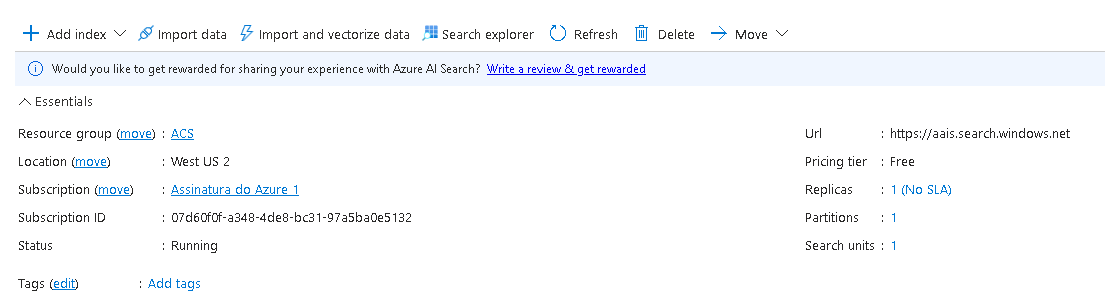 Add index Import data Import and vectorize data Search explorer Refresh Delete Move
Would you like to get rewarded for sharing your experience with Azure AI Search? Write a review & get rewarded
Essentials
Resource group (move) : ACS
Location (move) : West US 2
Subscription (move) : Assinatura do Azure 1
Subscription ID : 07d60f0f-a348-4de8-bc31-97a5ba0e5132
Status : Running
Url : https://aais.search.windows.net
Pricing tier : Free
Replicas : 1 (No SLA)
Partitions : 1
Search units : 1
Tags (edit) : Add tags